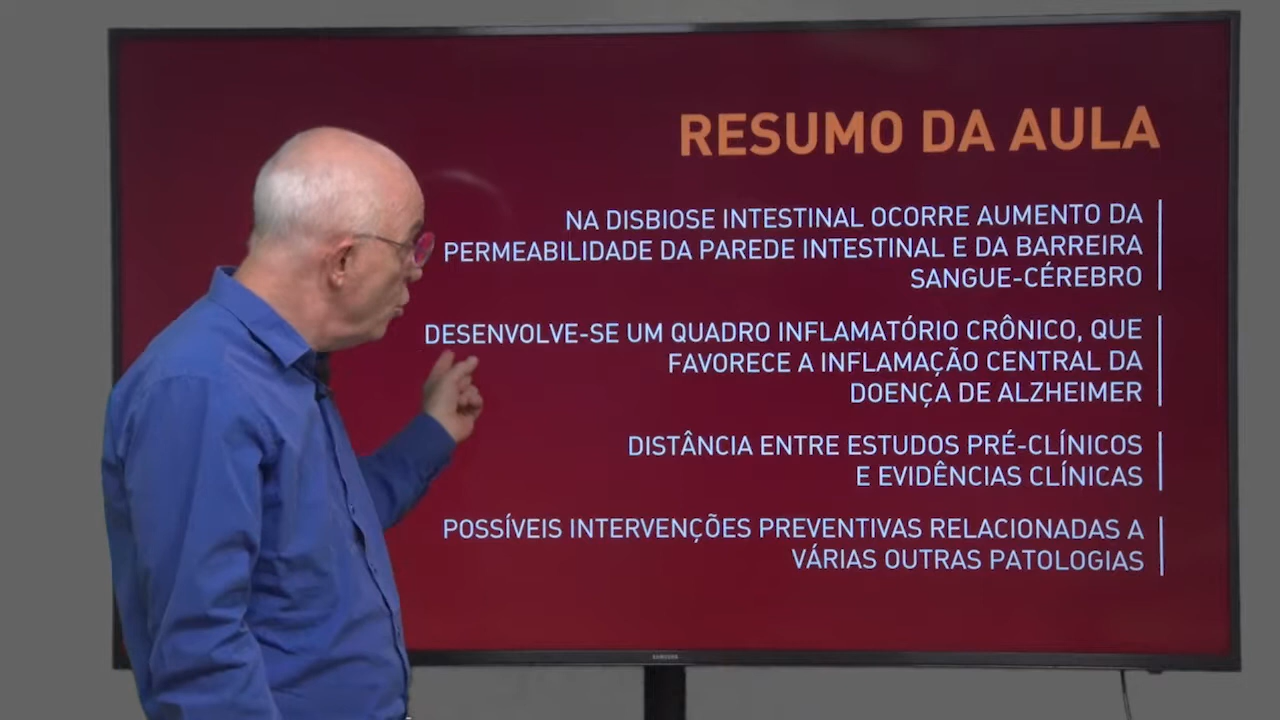 RESUMO DA AULA
NA DISBIOSE INTESTINAL OCORRE AUMENTO DA
PERMEABILIDADE DA PAREDE INTESTINAL E DA BARREIRA
SANGUE-CÉREBRO
DESENVOLVE-SE UM QUADRO INFLAMATÓRIO CRÔNICO, QUE
FAVORECE A INFLAMAÇÃO CENTRAL DA
DOENÇA DE ALZHEIMER
DISTÂNCIA ENTRE ESTUDOS PRÉ-CLÍNICOS
E EVIDÊNCIAS CLÍNICAS
POSSÍVEIS INTERVENÇÕES PREVENTIVAS RELACIONADAS A
VÁRIAS OUTRAS PATOLOGIAS
SAMSUNG